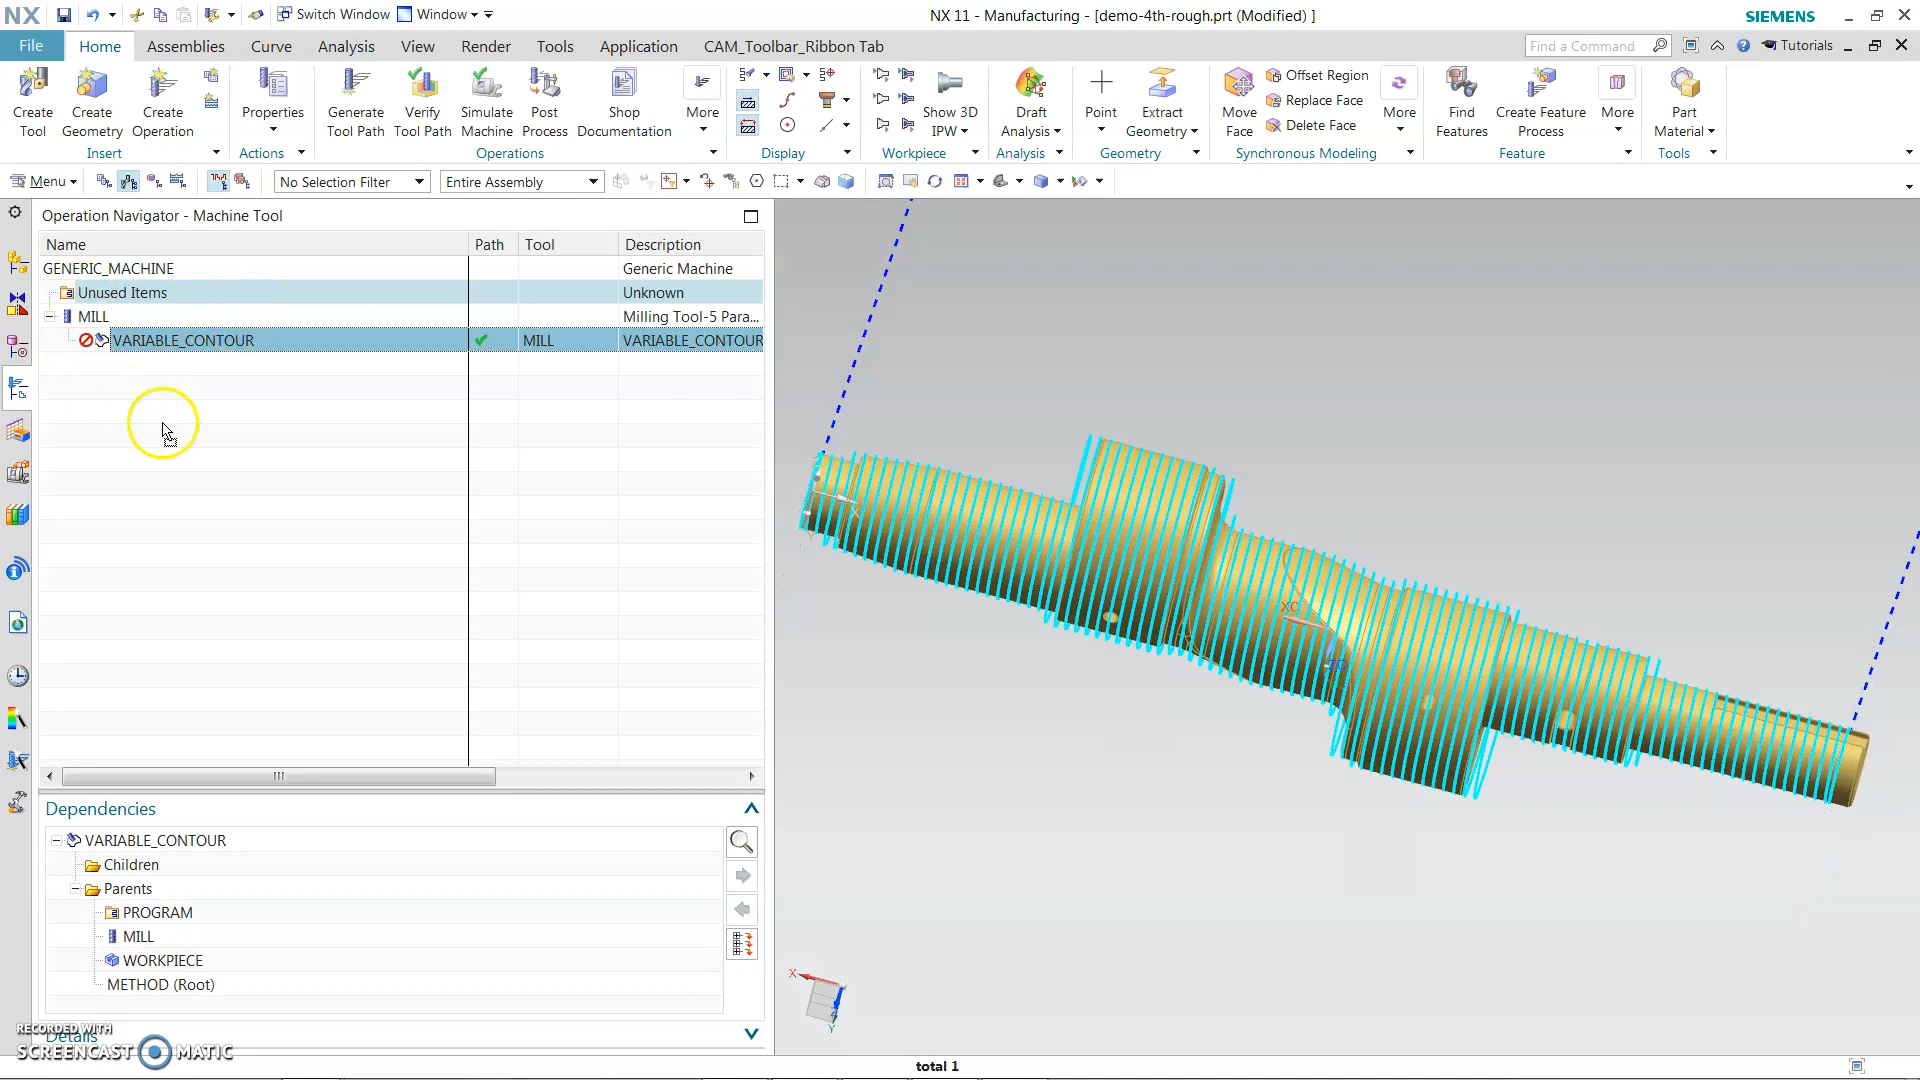 NX
Switch Window
Window
NX 11 - Manufacturing - [demo-4th-rough.prt (Modified) ]
SIEMENS
File
Home
Assemblies
Curve
Analysis
View
Render
Tools
Application
CAM_Toolbar_Ribbon Tab
Find a Command
Tutorials
Create Tool
Create Geometry
Create Operation
Properties
Generate Tool Path
Verify Tool Path
Simulate Machine
Post Process
Shop Documentation
More
Show 3D IPW
Draft Analysis
Point
Extract Geometry
Move Face
Offset Region
Replace Face
Delete Face
More
Find Features
Create Feature Process
More
Part Material
Insert
Actions
Operations
Display
Workpiece
Analysis
Geometry
Synchronous Modeling
Feature
Tools
Menu
No Selection Filter
Entire Assembly
Operation Navigator - Machine Tool
Name
Path
Tool
Description
GENERIC_MACHINE
Generic Machine
Unused Items
Unknown
MILL
Milling Tool-5 Para...
VARIABLE_CONTOUR
MILL
VARIABLE_CONTOUR
X
XC
ZC
Dependencies
VARIABLE_CONTOUR
Children
Parents
PROGRAM
MILL
WORKPIECE
METHOD (Root)
X
Z
Y
RECORDED WITH
Details
SCREENCAST MATIC
total 1